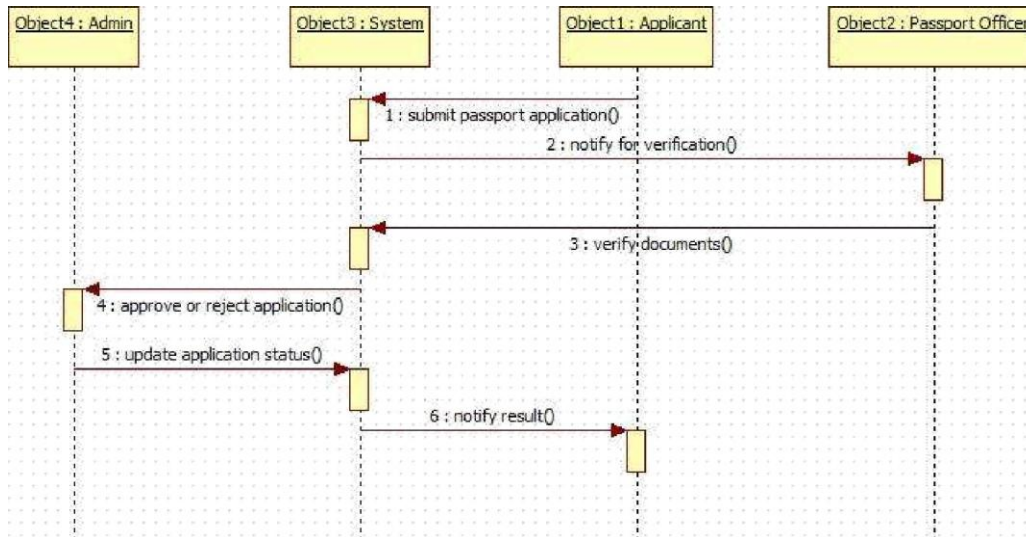 Object4 : Admin
Object3 : System
Object1 : Applicant
Object2 : Passport Officer
1 : submit passport application()
2 : notify for verification()
3 : verify documents()
4 : approve or reject application()
5 : update application status()
6 : notify result()